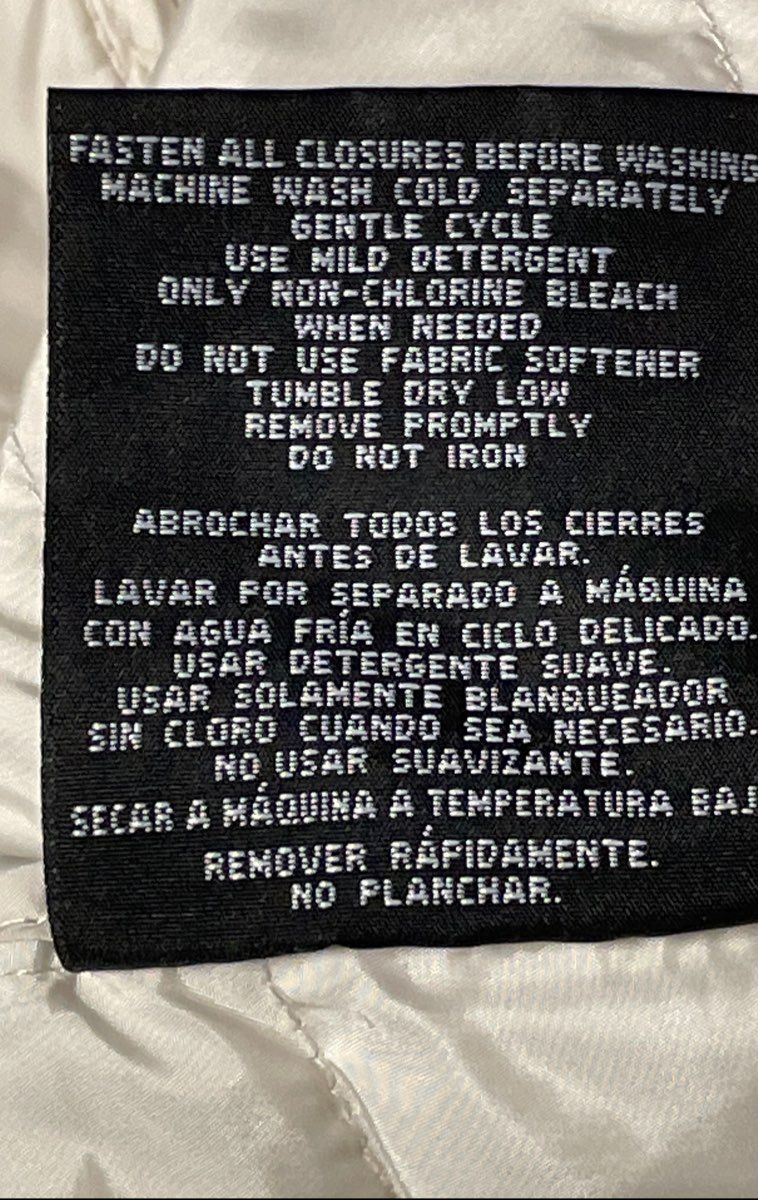 FASTEN ALL CLOSURES BEFORE WASHING
MACHINE WASH COLD SEPARATELY
GENTLE CYCLE
USE MILD DETERGENT
ONLY NON-CHLORINE BLEACH
WHEN NEEDED
DO NOT USE FABRIC SOFTENER
TUMBLE DRY LOW
REMOVE PROMPTLY
DO NOT IRON
ABROCHAR TODOS LOS CIERRES
ANTES DE LAVAR.
LAVAR POR SEPARADO A MÁQUINA
CON AGUA FRÍA EN CICLO DELICADO.
USAR DETERGENTE SUAVE.
USAR SOLAMENTE BLANQUEADOR
SIN CLORO CUANDO SEA NECESARIO.
NO USAR SUAVIZANTE.
SECAR A MÁQUINA A TEMPERATURA BAJ
REMOVER RÁPIDAMENTE.
NO PLANCHAR.